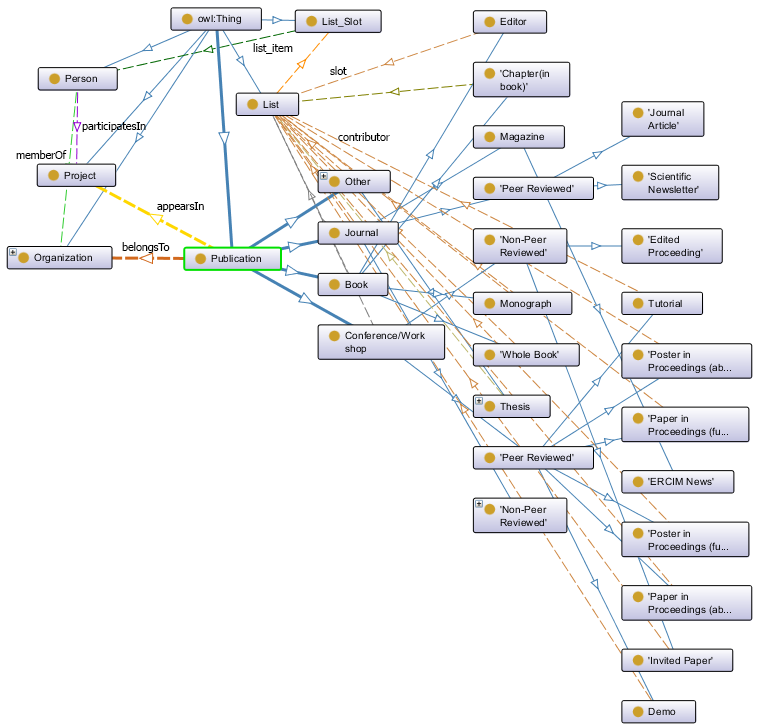 owl:Thing
List_Slot
Editor
list_item
slot
Person
'Chapter(in
book)'
List
'Journal
Article'
participatesIn
contributor
Magazine
memberOf
Project
Other
'Peer Reviewed'
'Scientific
Newsletter'
appearsIn
Journal
'Non-Peer
Reviewed'
'Edited
Proceeding'
belongsTo
Organization
Publication
Book
Monograph
Tutorial
Conference/Work
shop
'Whole Book'
'Poster in
Proceedings (ab...
Thesis
'Paper in
Proceedings (fu...
'Peer Reviewed'
'ERCIM News'
'Non-Peer
Reviewed'
'Poster in
Proceedings (fu...
'Paper in
Proceedings (ab...
'Invited Paper'
Demo